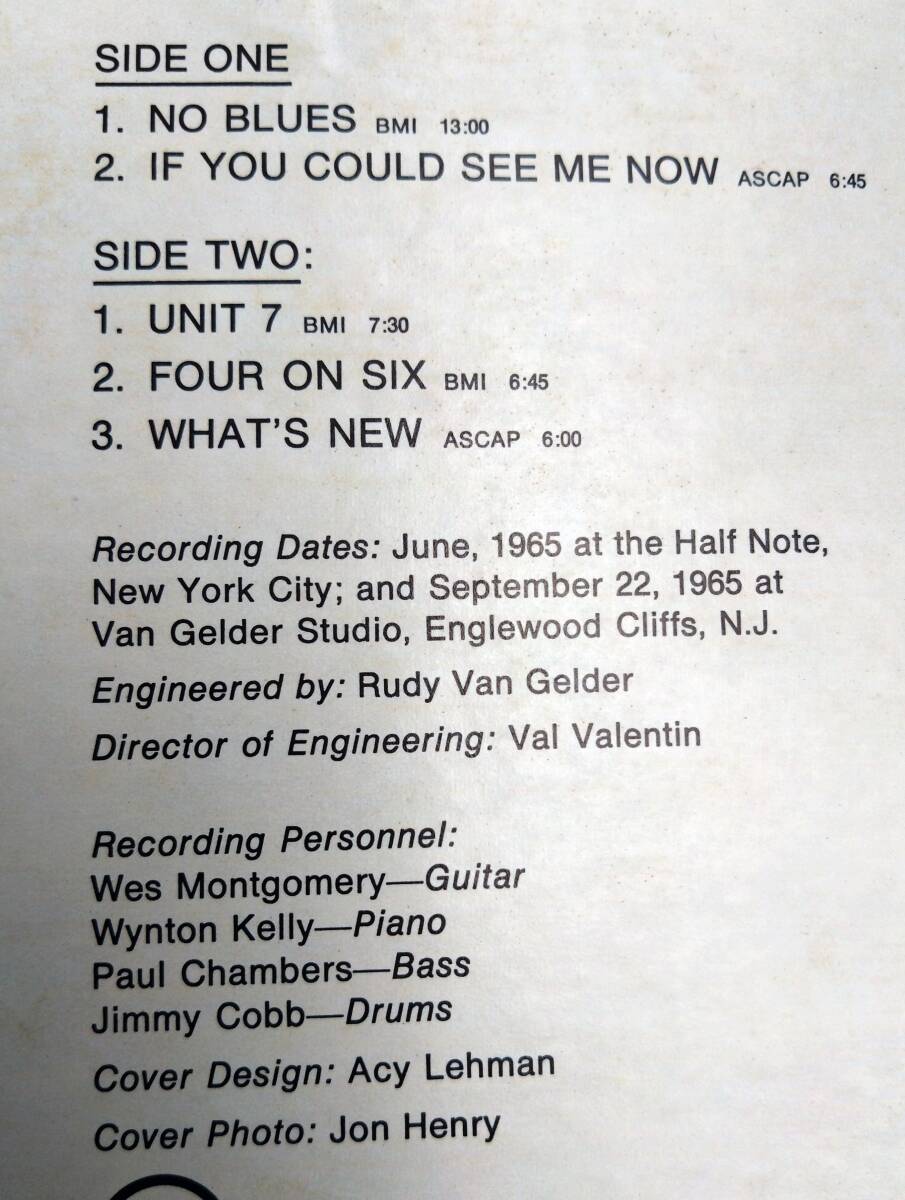 SIDE ONE
1. NO BLUES BMI 13:00
2. IF YOU COULD SEE ME NOW ASCAP 6:45
SIDE TWO:
1. UNIT 7 BMI 7:30
2. FOUR ON SIX BMI 6:45
3. WHAT'S NEW ASCAP 6:00
Recording Dates: June, 1965 at the Half Note,
New York City; and September 22, 1965 at
Van Gelder Studio, Englewood Cliffs, N.J.
Engineered by: Rudy Van Gelder
Director of Engineering: Val Valentin
Recording Personnel:
Wes Montgomery—Guitar
Wynton Kelly—Piano
Paul Chambers—Bass
Jimmy Cobb—Drums
Cover Design: Acy Lehman
Cover Photo: Jon Henry